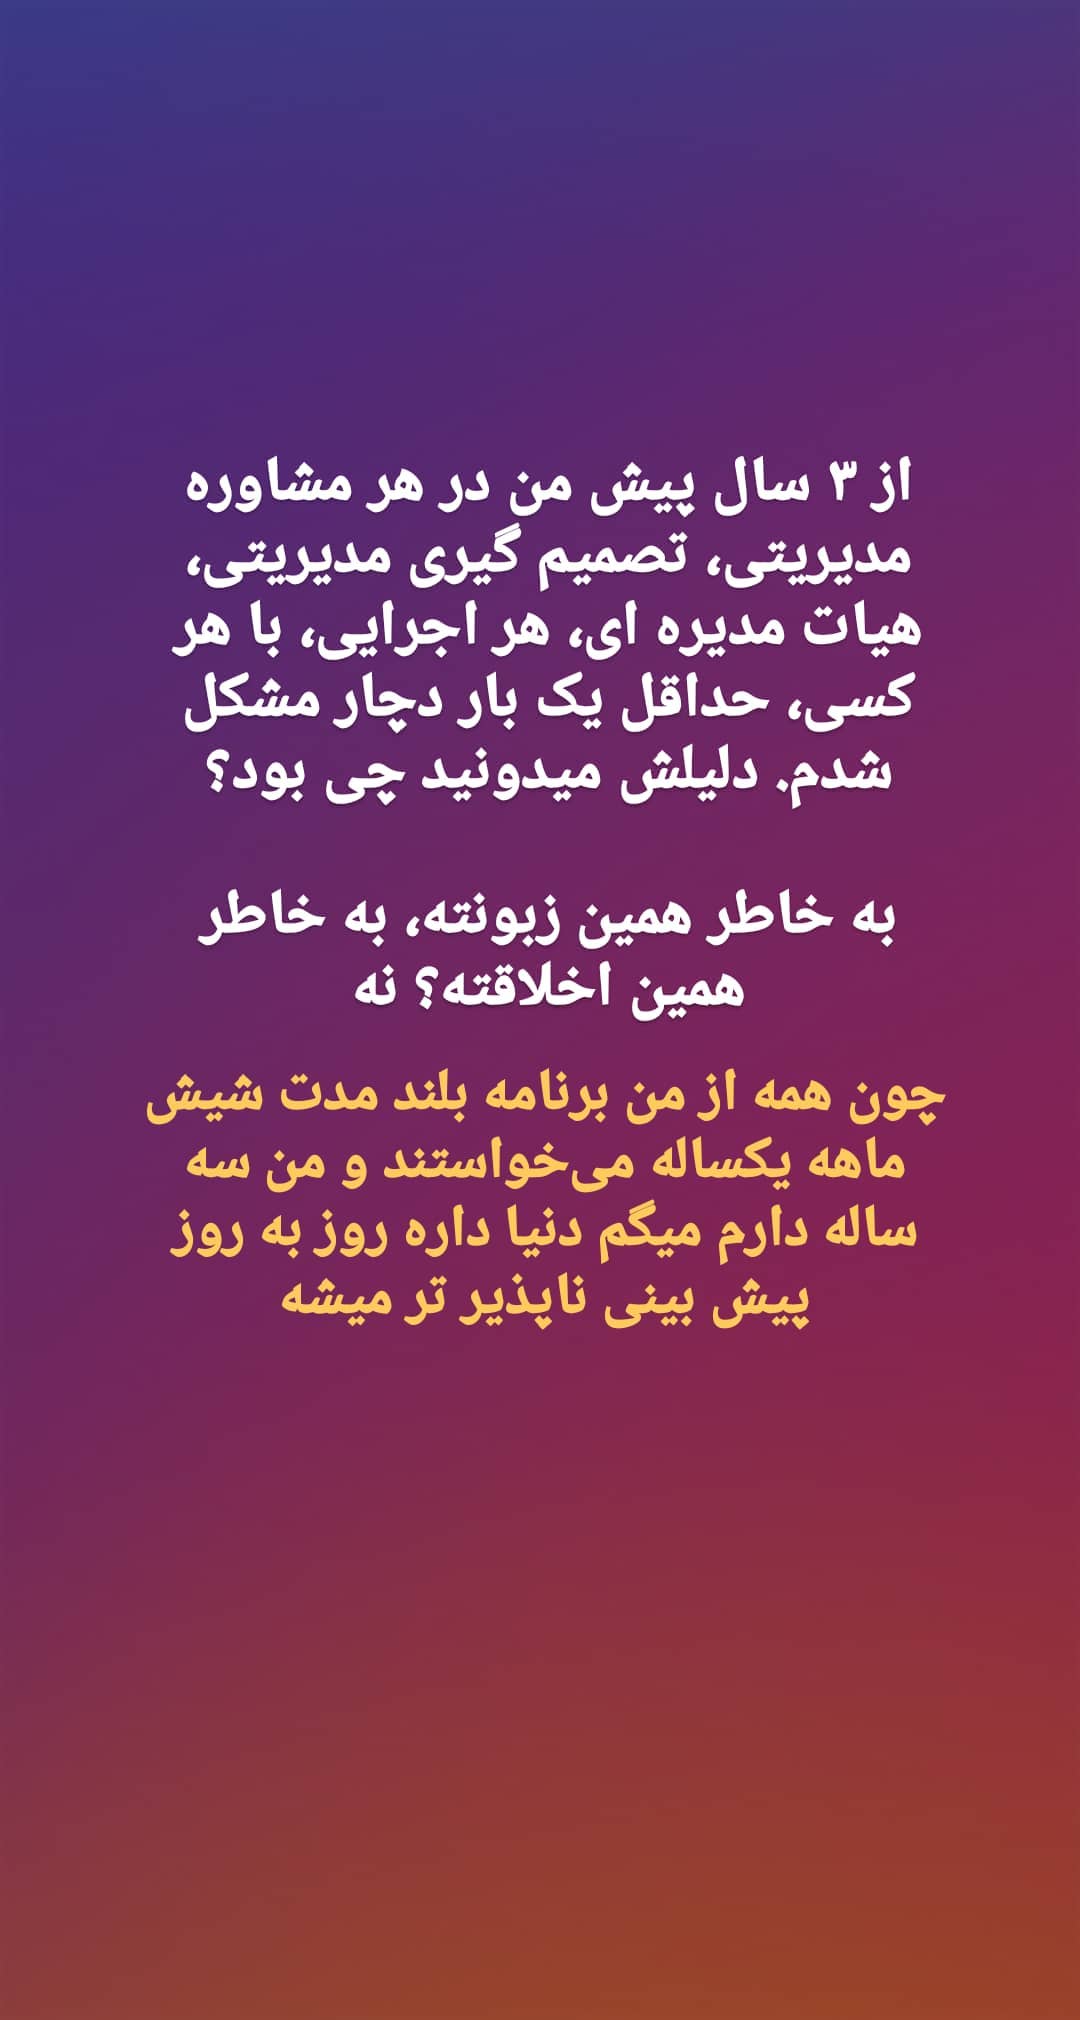 از ۳ سال پیش من در هر مشاوره
مدیریتی، تصمیم گیری مدیریتی،
هیات مدیره ای، هر اجرایی، با هر
کسی، حداقل یک بار دچار مشکل
شدم. دلیلش میدونید چی بود؟
به خاطر همین زبونته، به خاطر
همین اخلاقته؟ نه
چون همه از من برنامه بلند مدت شیش
ماهه یکساله می‌خواستند و من سه
ساله دارم میگم دنیا داره روز به روز
پیش بینی ناپذیر تر میشه